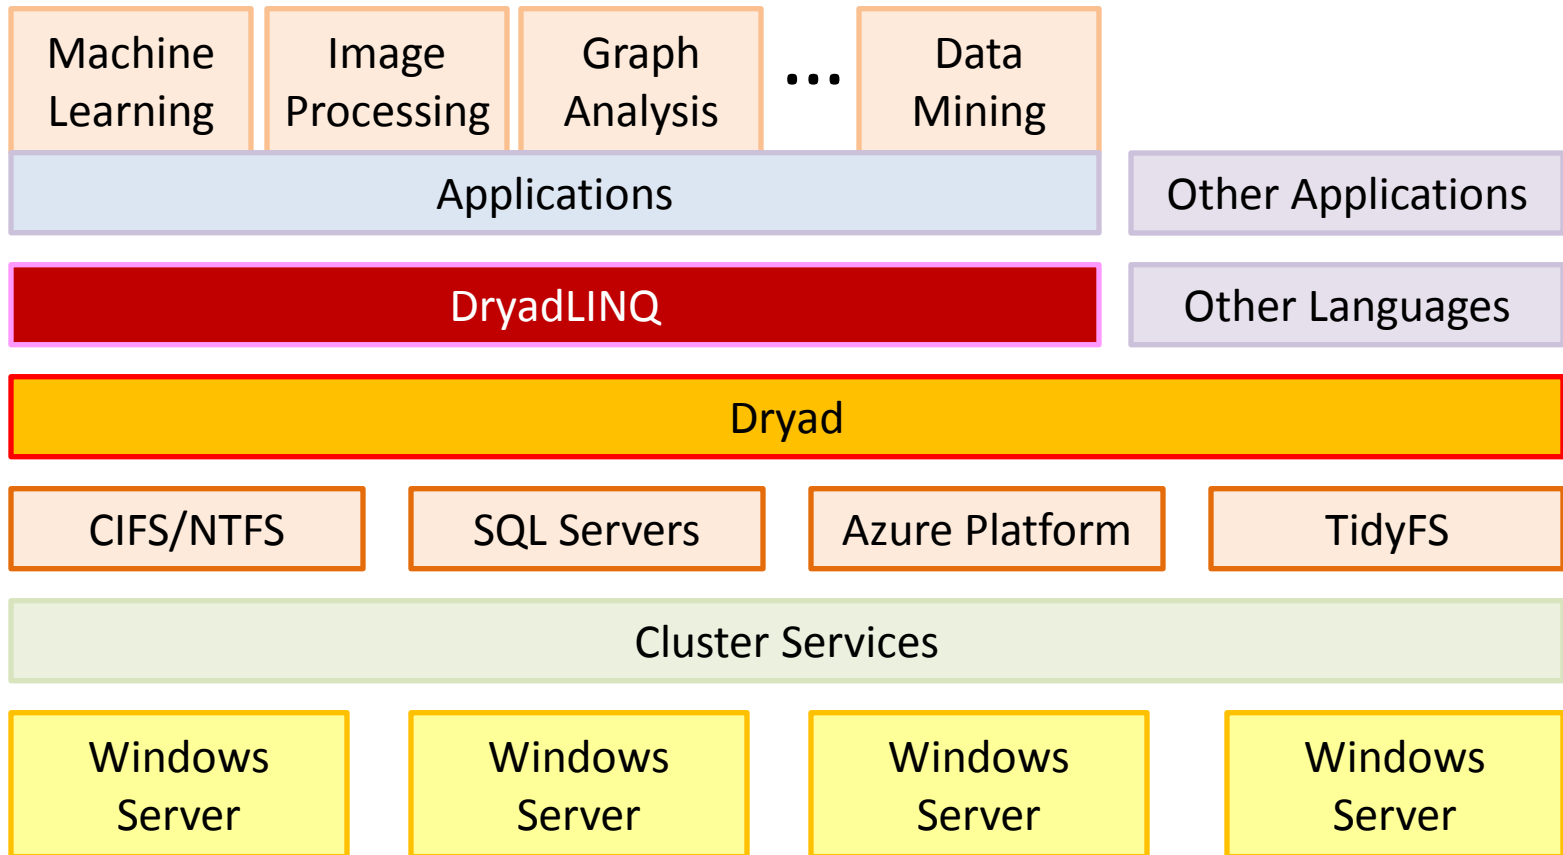 Machine
Learning
Image
Processing
Graph
Analysis
...
Data
Mining
Applications
Other Applications
DryadLINQ
Other Languages
Dryad
CIFS/NTFS
SQL Servers
Azure Platform
TidyFS
Cluster Services
Windows
Server
Windows
Server
Windows
Server
Windows
Server